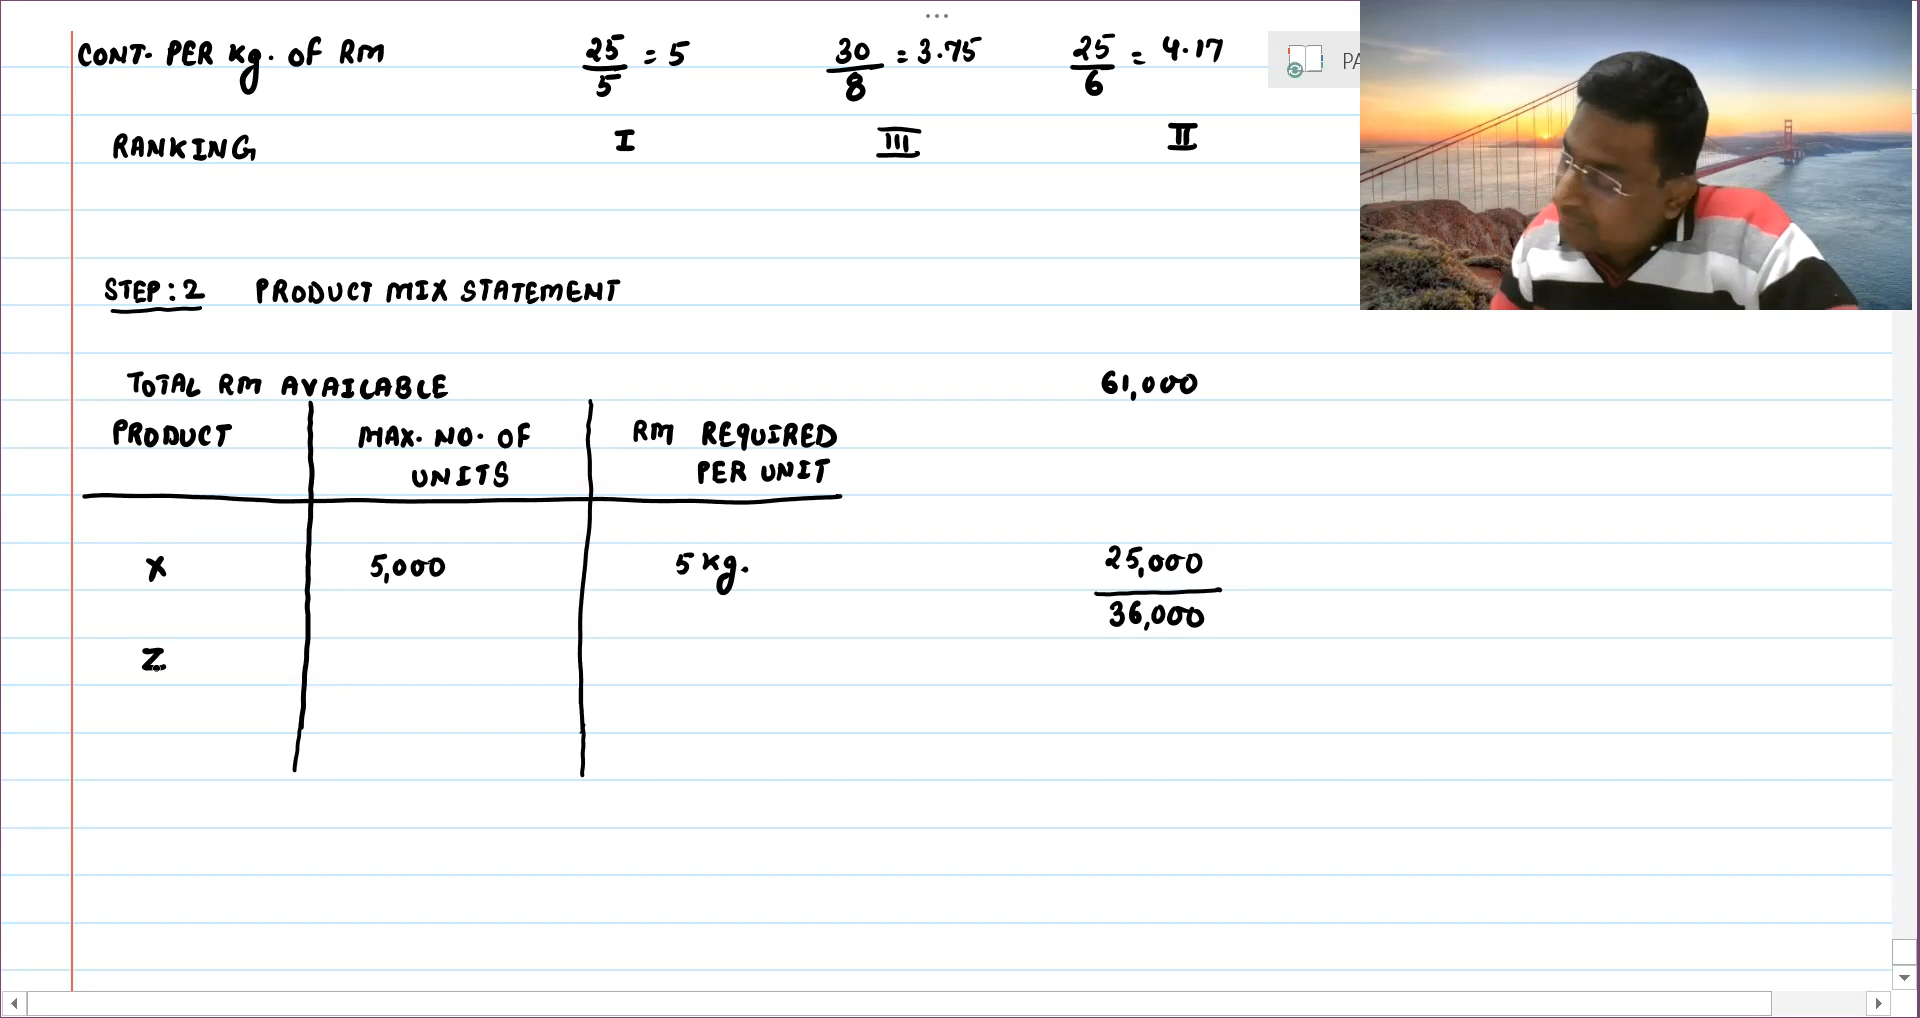 CONT. PER kg. of RM 25/5 = 5 30/8 = 3.75 25/6 = 4.17
PA
RANKING I III II
STEP: 2 PRODUCT MIX STATEMENT
TOTAL RM AVAILABLE 61,000
PRODUCT MAX. NO. OF UNITS RM REQUIRED PER UNIT
X 5,000 5 kg. 25,000
36,000
Z